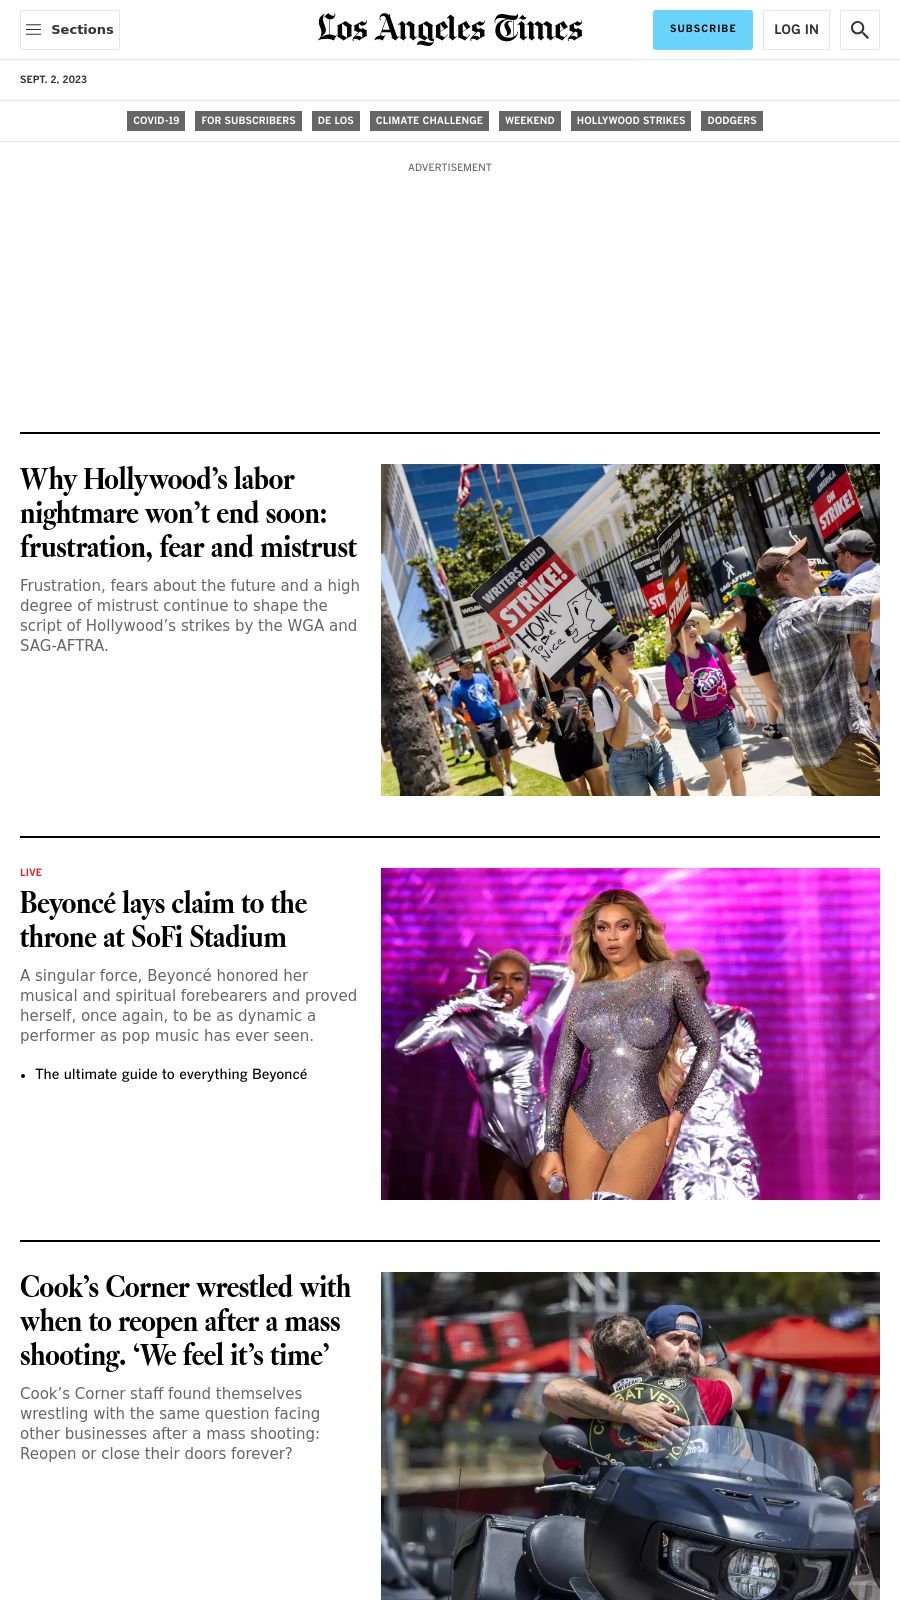 Sections
Los Angeles Times
SUBSCRIBE
LOG IN
SEPT. 2, 2023
COVID-19
FOR SUBSCRIBERS
DE LOS
CLIMATE CHALLENGE
WEEKEND
HOLLYWOOD STRIKES
DODGERS
ADVERTISEMENT
Why Hollywood’s labor
nightmare won’t end soon:
frustration, fear and mistrust
Frustration, fears about the future and a high
degree of mistrust continue to shape the
script of Hollywood’s strikes by the WGA and
SAG-AFTRA.
WRITERS GUILD
ON
STRIKE!
HONK
TO BE
NICE
ON
STRIKE!
SAG-AFTRA
LIVE
Beyoncé lays claim to the
throne at SoFi Stadium
A singular force, Beyoncé honored her
musical and spiritual forebearers and proved
herself, once again, to be as dynamic a
performer as pop music has ever seen.
• The ultimate guide to everything Beyoncé
Cook’s Corner wrestled with
when to reopen after a mass
shooting. ‘We feel it’s time’
Cook’s Corner staff found themselves
wrestling with the same question facing
other businesses after a mass shooting:
Reopen or close their doors forever?
BAT VETS
Indian